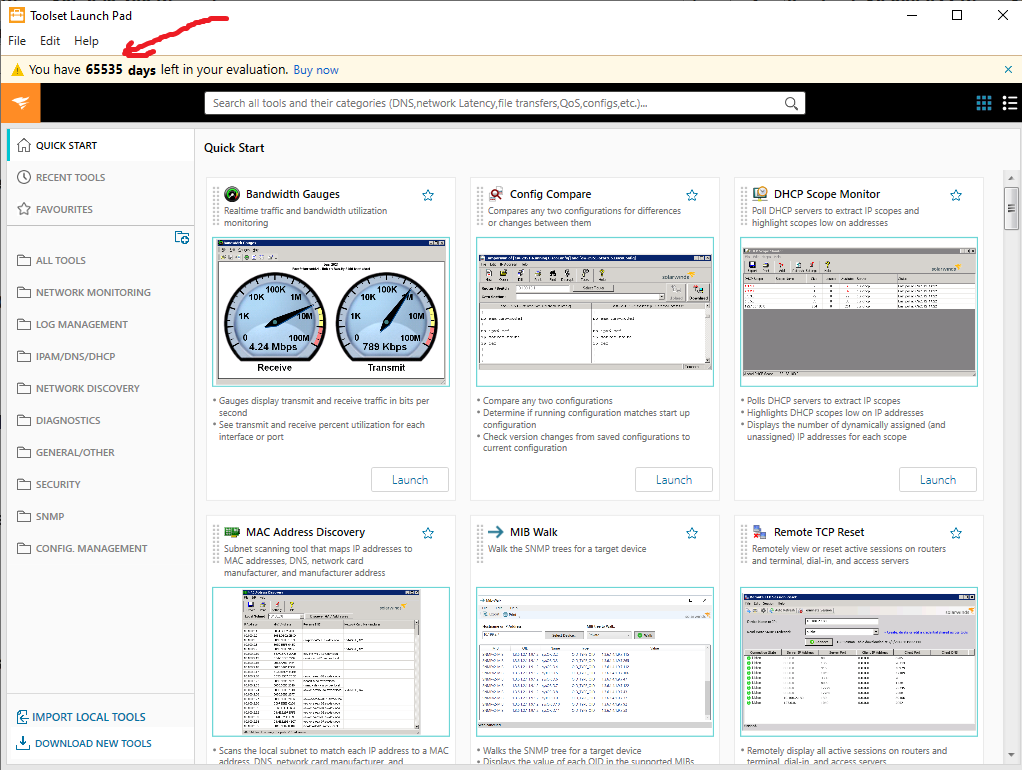 Toolset Launch Pad
File Edit Help
You have 65535 days left in your evaluation. Buy now
Search all tools and their categories (DNS,network Latency,file transfers,QoS,configs,etc.)...
QUICK START
RECENT TOOLS
FAVOURITES
ALL TOOLS
NETWORK MONITORING
LOG MANAGEMENT
IPAM/DNS/DHCP
NETWORK DISCOVERY
DIAGNOSTICS
GENERAL/OTHER
SECURITY
SNMP
CONFIG. MANAGEMENT
IMPORT LOCAL TOOLS
DOWNLOAD NEW TOOLS
Quick Start
Bandwidth Gauges
Realtime traffic and bandwidth utilization
monitoring
Bandwidth Gauges
1K 10K 100K 1M 10M 100M
4.24 Mbps
Receive
1K 10K 100K 1M 10M 100M
789 Kbps
Transmit
• Gauges display transmit and receive traffic in bits per
second
• See transmit and receive percent utilization for each
interface or port
Launch
Config Compare
Compares any two configurations for differences
or changes between them
solarwinds
• Compare any two configurations
• Determine if running configuration matches start up
configuration
• Check version changes from saved configurations to
current configuration
Launch
DHCP Scope Monitor
Poll DHCP servers to extract IP scopes and
highlight scopes low on addresses
solarwinds
• Polls DHCP servers to extract IP scopes
• Highlights DHCP scopes low on IP addresses
• Displays the number of dynamically assigned (and
unassigned) IP addresses for each scope
Launch
MAC Address Discovery
Subnet scanning tool that maps IP addresses to
MAC addresses, DNS, network card
manufacturer, and manufacturer address
MAC Address Discovery
• Scans the local subnet to match each IP address to a MAC
address, DNS, network card manufacturer, and
MIB Walk
Walk the SNMP trees for a target device
solarwinds
• Walks the SNMP tree for a target device
• Displays the value of each OID in the supported MIBs
Remote TCP Reset
Remotely view or reset active sessions on routers
and terminal, dial-in, and access servers
solarwinds
• Remotely display all active sessions on routers and
terminal, dial-in, and access servers